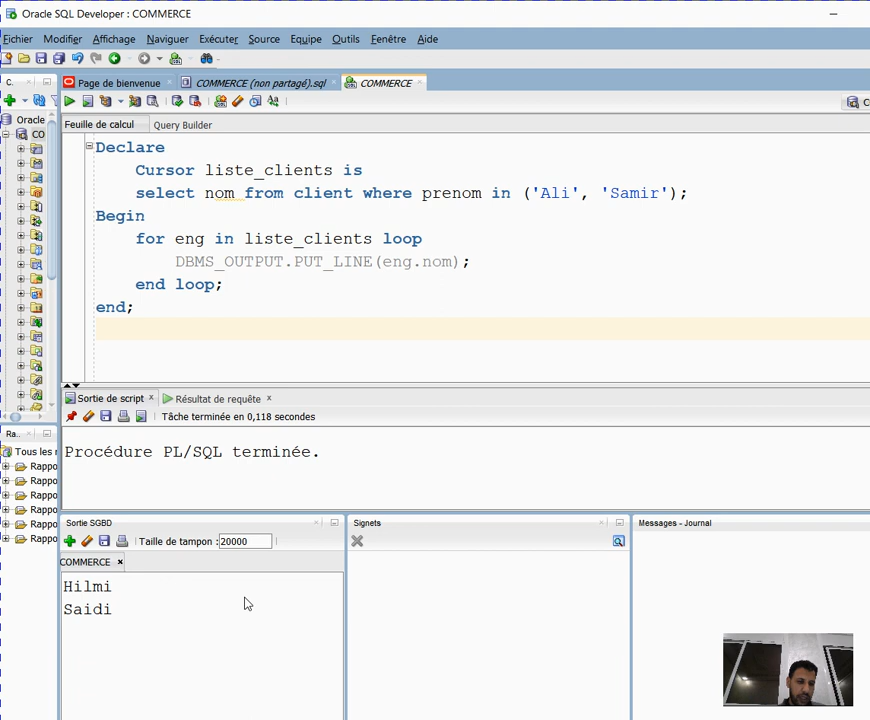 Oracle SQL Developer : COMMERCE
Fichier Modifier Affichage Naviguer Exécuter Source Equipe Outils Fenêtre Aide
C.. Page de bienvenue COMMERCE (non partagé).sql COMMERCE
Oracle
CO
Feuille de calcul Query Builder
Declare
Cursor liste_clients is
select nom from client where prenom in ('Ali', 'Samir');
Begin
for eng in liste_clients loop
DBMS_OUTPUT.PUT_LINE(eng.nom);
end loop;
end;
Sortie de script Résultat de requête
Tâche terminée en 0,118 secondes
Procédure PL/SQL terminée.
Ra..
Tous les r
Rappo
Rappo
Rappo
Rappo
Rappo
Rappo
Sortie SGBD
Taille de tampon : 20000
COMMERCE
Hilmi
Saidi
Signets
Messages - Journal